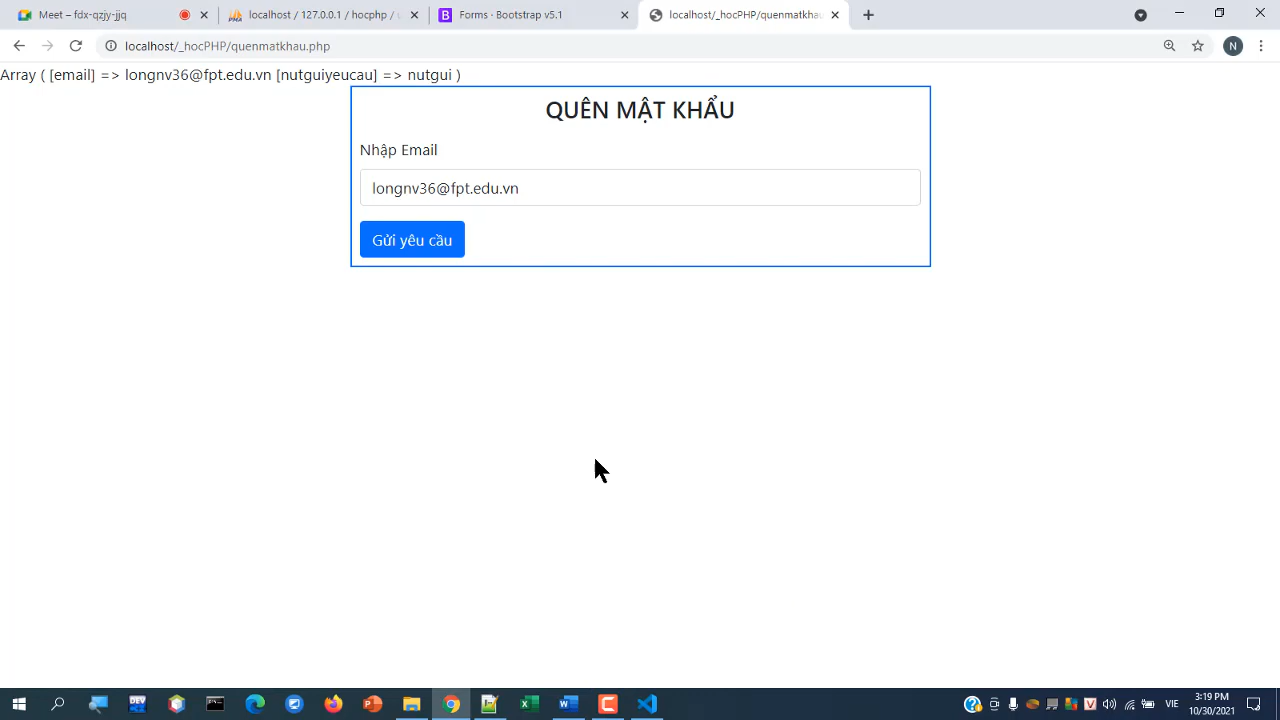 Meet - fdx-qzjy-jjq
localhost / 127.0.0.1 / hocphp / u
Forms · Bootstrap v5.1
localhost/_hocPHP/quenmatkhau
localhost/_hocPHP/quenmatkhau.php
N
Array ( [email] => longnv36@fpt.edu.vn [nutguiyeucau] => nutgui )
QUÊN MẬT KHẨU
Nhập Email
longnv36@fpt.edu.vn
Gửi yêu cầu
DEV
VIE
3:19 PM
10/30/2021